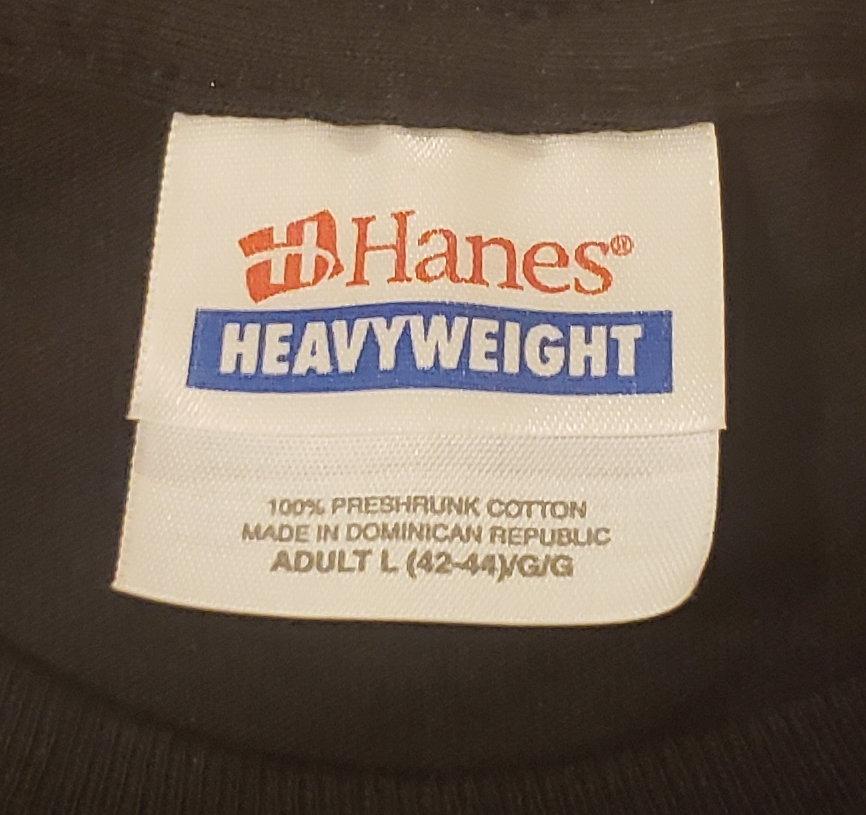 Hanes®
HEAVYWEIGHT
100% PRESHRUNK COTTON
MADE IN DOMINICAN REPUBLIC
ADULT L (42-44)/G/G